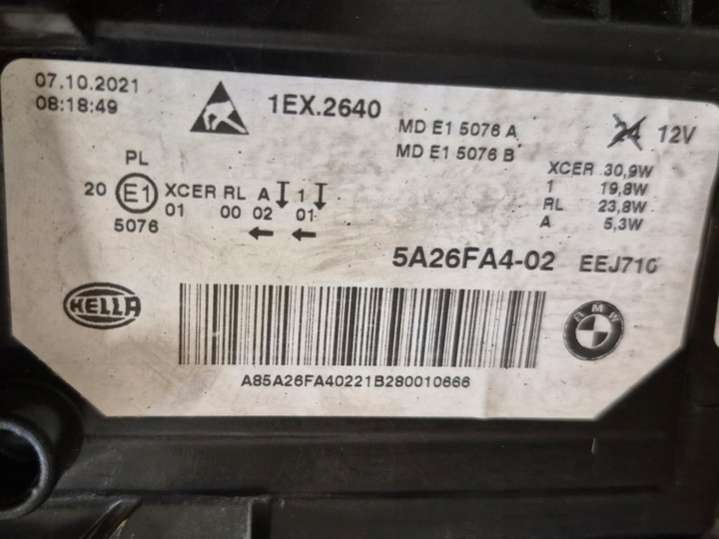 07.10.2021
08:18:49
1EX.2640
MD E1 5076 A
MD E1 5076 B
24 12V
PL
20 E1 XCER RL A 1
01 00 02 01
5076
XCER 30,9W
1 19,8W
RL 23,8W
A 5,3W
5A26FA4-02 EEJ710
HELLA
BMW
A85A26FA40221B280010666